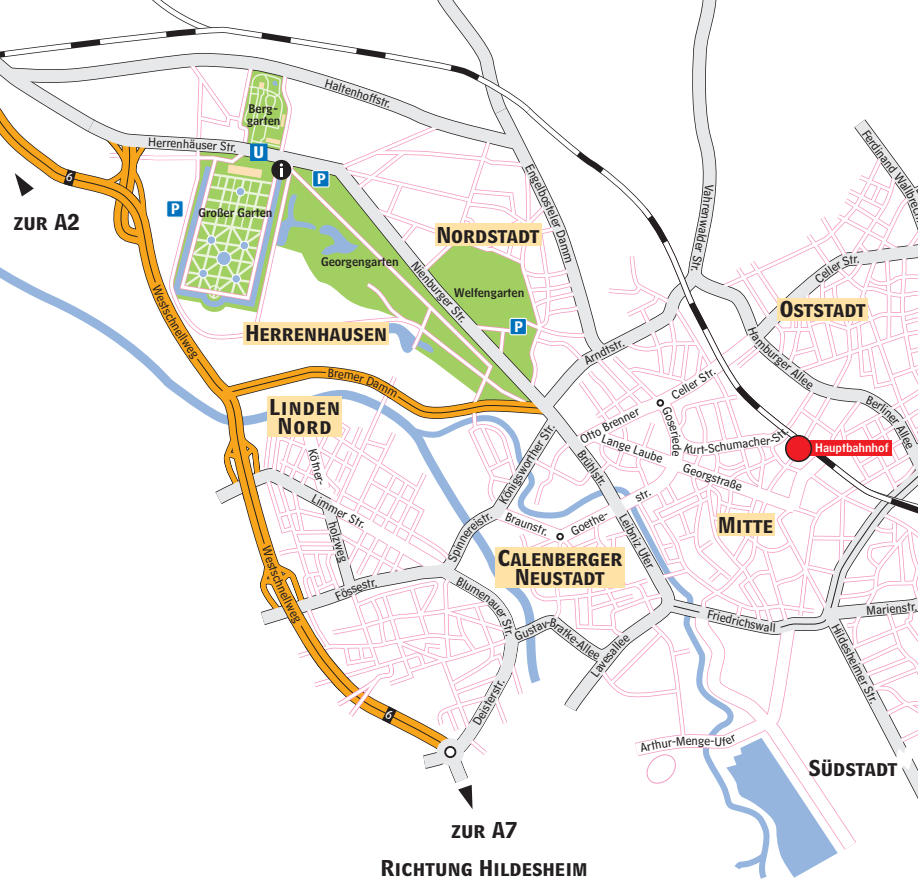 Haltenhoffstr.
Berg-
garten
Herrenhäuser Str.
U
i
P
6
ZUR A2
P
Großer Garten
Georgengarten
NORDSTADT
Engelbosteler Damm
Vahrenwalder Str.
Ferdinand Wallbre
Celler Str.
OSTSTADT
Nienburger Str.
Welfengarten
P
HERRENHAUSEN
Westschnellweg
Arndtstr.
Hamburger Allee
Berliner Allee
Bremer Damm
LINDEN
NORD
Celler Str.
Otto Brenner
Goseriede
Lange Laube
Kurt-Schumacher-Str.
Hauptbahnhof
Georgstraße
Königsworther Str.
Brühlstr.
Kötner-
holzweg
Limmer Str.
Spinnereistr.
Braunstr.
Goethe-
str.
Leibniz Ufer
MITTE
CALENBERGER
NEUSTADT
Westschnellweg
Fössestr.
Blumenauer Str.
Gustav-Bratke-Allee
Lavesallee
Friedrichswall
Marienstr.
Hildesheimer Str.
Deisterstr.
6
Arthur-Menge-Ufer
SÜDSTADT
ZUR A7
RICHTUNG HILDESHEIM